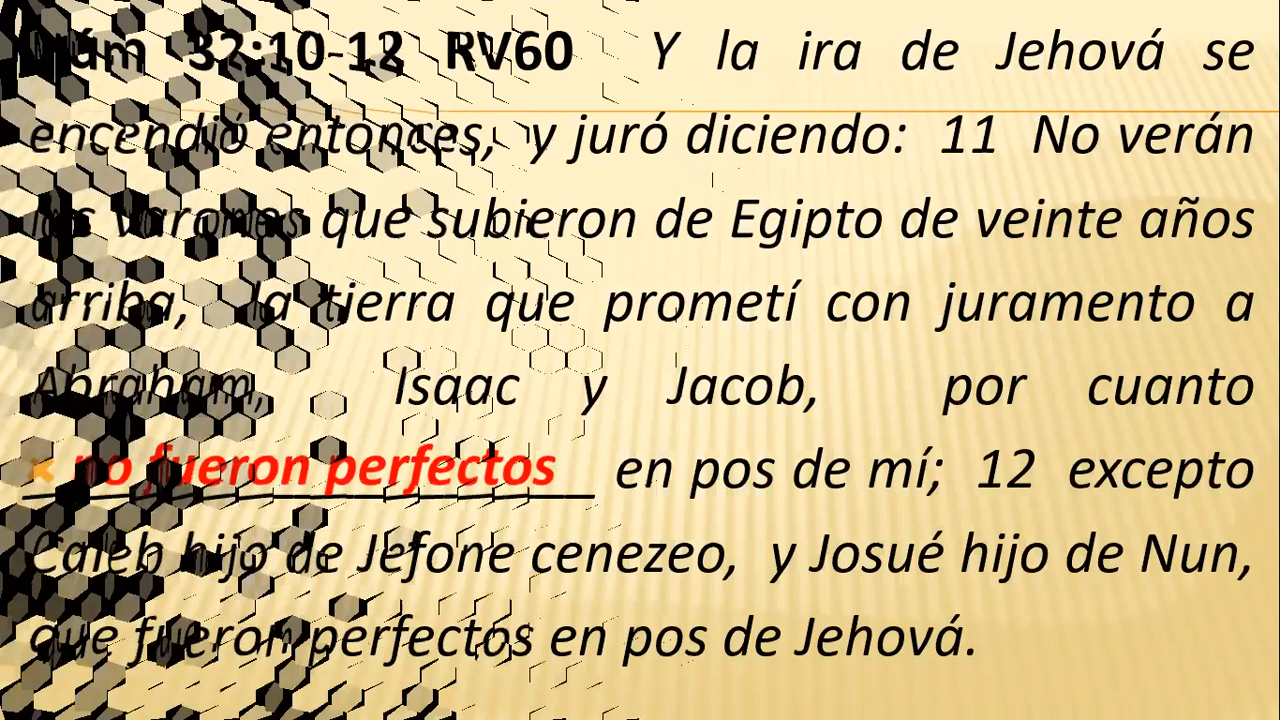 Núm 32:10-12 RV60 Y la ira de Jehová se
encendió entonces, y juró diciendo: 11 No verán
los varones que subieron de Egipto de veinte años
arriba, la tierra que prometí con juramento a
Abraham, Isaac y Jacob, por cuanto
no fueron perfectos en pos de mí; 12 excepto
Caleb hijo de Jefone cenezeo, y Josué hijo de Nun,
que fueron perfectos en pos de Jehová.